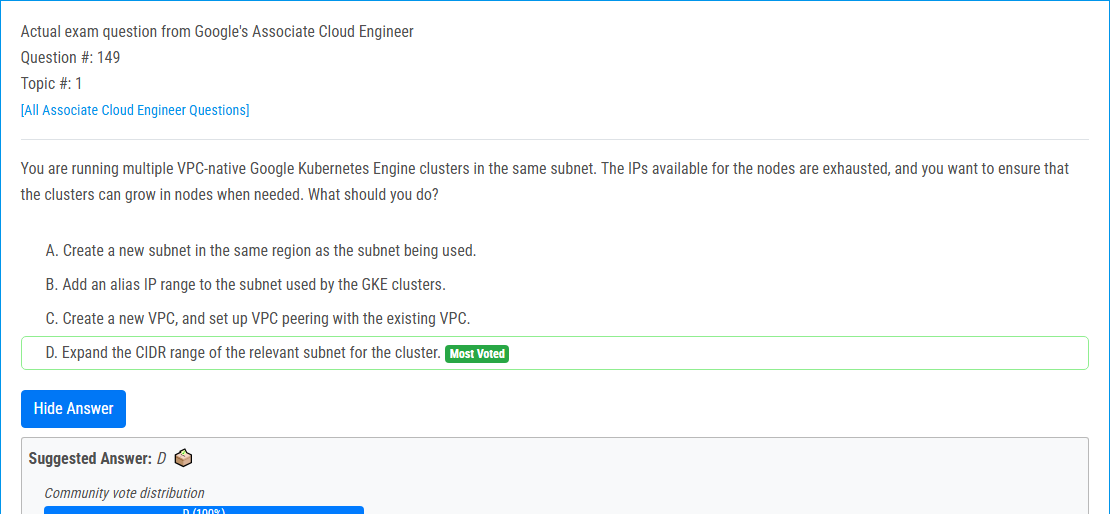 Actual exam question from Google's Associate Cloud Engineer
Question #: 149
Topic #: 1
[All Associate Cloud Engineer Questions]
You are running multiple VPC-native Google Kubernetes Engine clusters in the same subnet. The IPs available for the nodes are exhausted, and you want to ensure that
the clusters can grow in nodes when needed. What should you do?
A. Create a new subnet in the same region as the subnet being used.
B. Add an alias IP range to the subnet used by the GKE clusters.
C. Create a new VPC, and set up VPC peering with the existing VPC.
D. Expand the CIDR range of the relevant subnet for the cluster. Most Voted
Hide Answer
Suggested Answer: D
Community vote distribution
D (100%)